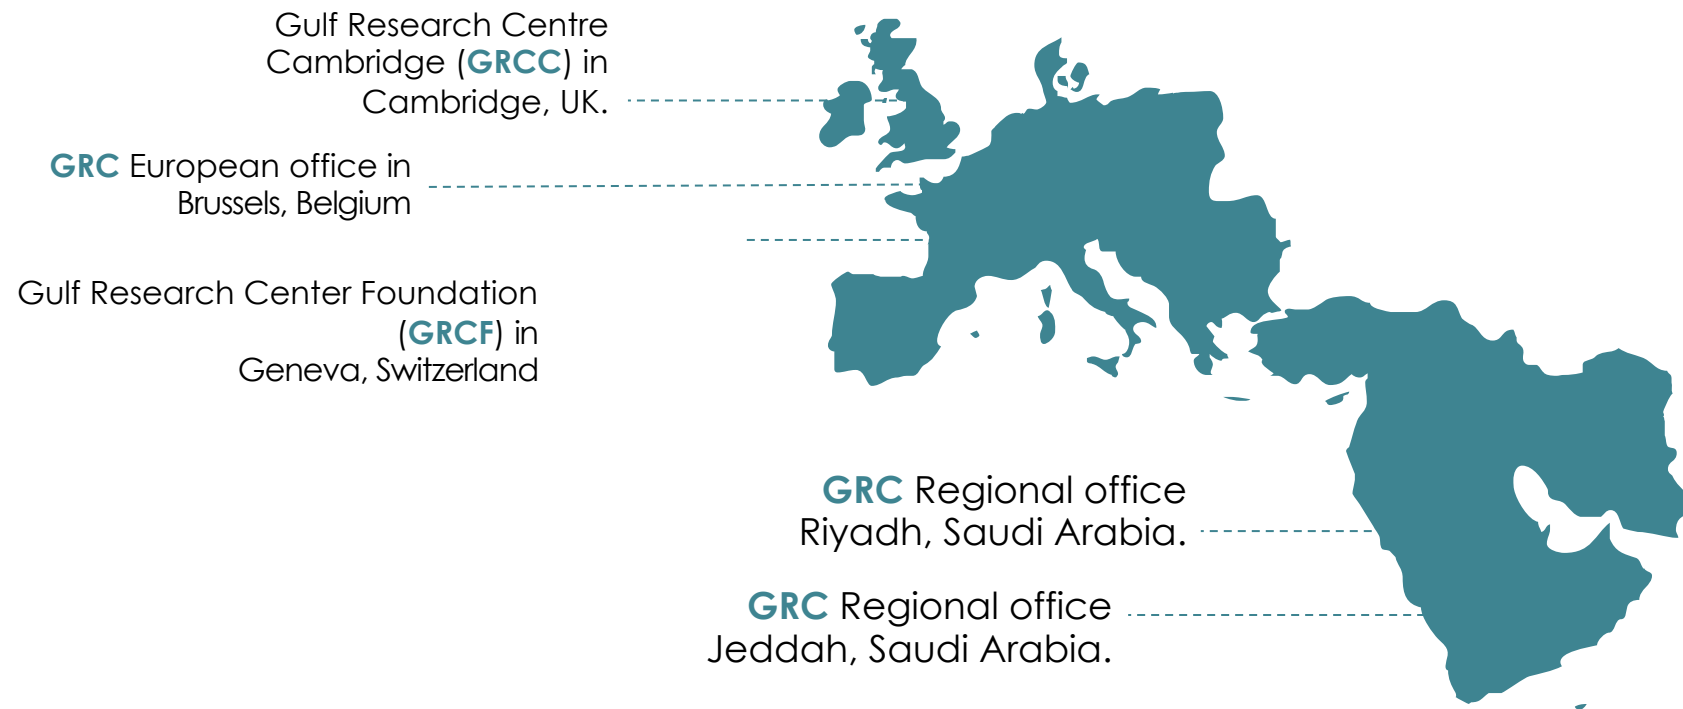 Gulf Research Centre
Cambridge (GRCC) in
Cambridge, UK.
GRC European office in
Brussels, Belgium
Gulf Research Center Foundation
(GRCF) in
Geneva, Switzerland
GRC Regional office
Riyadh, Saudi Arabia.
GRC Regional office
Jeddah, Saudi Arabia.